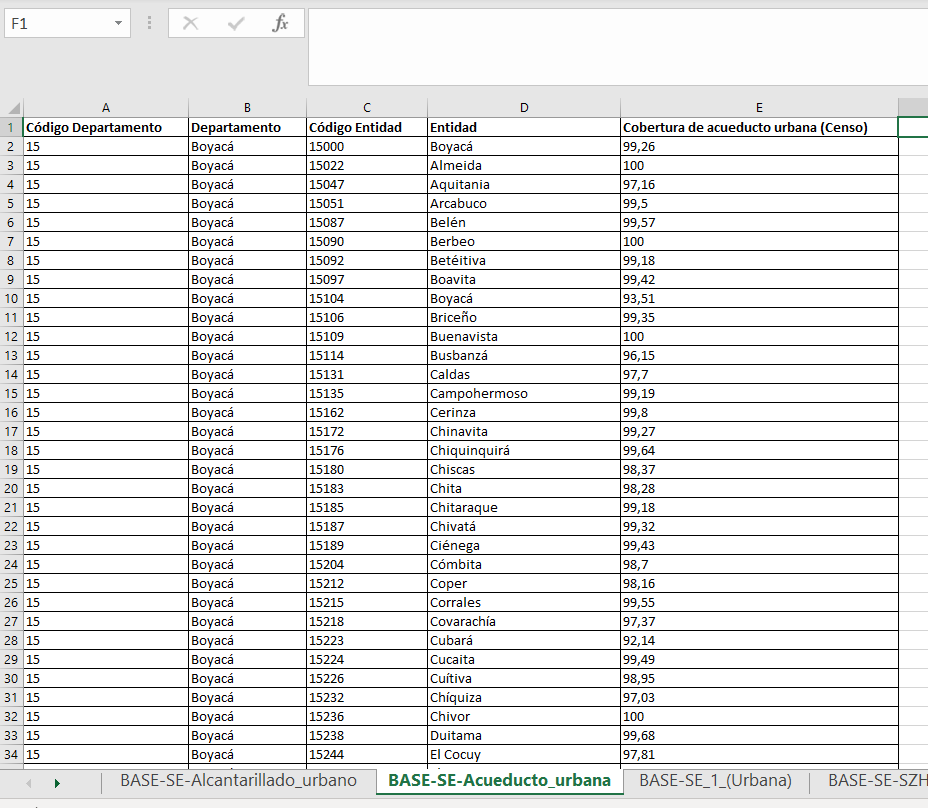 F1
fx
A B C D E
1 Código Departamento Departamento Código Entidad Entidad Cobertura de acueducto urbana (Censo)
2 15 Boyacá 15000 Boyacá 99,26
3 15 Boyacá 15022 Almeida 100
4 15 Boyacá 15047 Aquitania 97,16
5 15 Boyacá 15051 Arcabuco 99,5
6 15 Boyacá 15087 Belén 99,57
7 15 Boyacá 15090 Berbeo 100
8 15 Boyacá 15092 Betéitiva 99,18
9 15 Boyacá 15097 Boavita 99,42
10 15 Boyacá 15104 Boyacá 93,51
11 15 Boyacá 15106 Briceño 99,35
12 15 Boyacá 15109 Buenavista 100
13 15 Boyacá 15114 Busbanzá 96,15
14 15 Boyacá 15131 Caldas 97,7
15 15 Boyacá 15135 Campohermoso 99,19
16 15 Boyacá 15162 Cerinza 99,8
17 15 Boyacá 15172 Chinavita 99,27
18 15 Boyacá 15176 Chiquinquirá 99,64
19 15 Boyacá 15180 Chiscas 98,37
20 15 Boyacá 15183 Chita 98,28
21 15 Boyacá 15185 Chitaraque 99,18
22 15 Boyacá 15187 Chivatá 99,32
23 15 Boyacá 15189 Ciénega 99,43
24 15 Boyacá 15204 Cómbita 98,7
25 15 Boyacá 15212 Coper 98,16
26 15 Boyacá 15215 Corrales 99,55
27 15 Boyacá 15218 Covarachía 97,37
28 15 Boyacá 15223 Cubará 92,14
29 15 Boyacá 15224 Cucaita 99,49
30 15 Boyacá 15226 Cuítiva 98,95
31 15 Boyacá 15232 Chíquiza 97,03
32 15 Boyacá 15236 Chivor 100
33 15 Boyacá 15238 Duitama 99,68
34 15 Boyacá 15244 El Cocuy 97,81
BASE-SE-Alcantarillado_urbano BASE-SE-Acueducto_urbana BASE-SE_1_(Urbana) BASE-SE-SZH